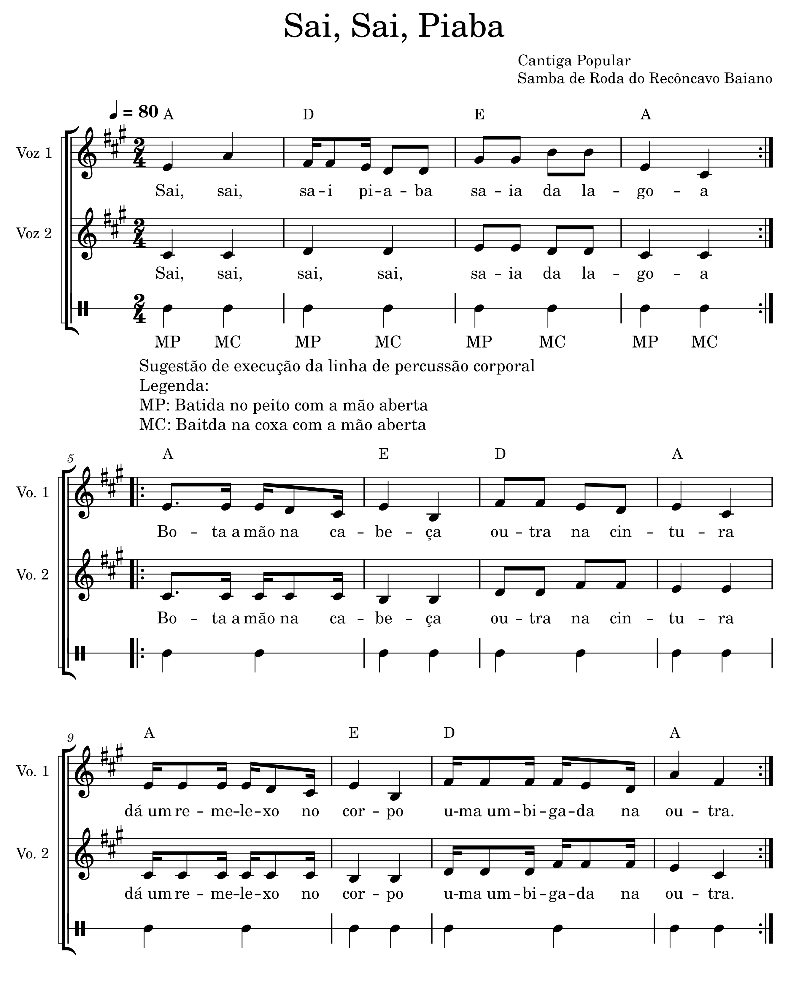 Sai, Sai, Piaba
Cantiga Popular
Samba de Roda do Recôncavo Baiano
♩ = 80 A D E A
Voz 1
Sai, sai, sa - i pi - a - ba sa - ia da la - go - a
Voz 2
Sai, sai, sai, sai, sa - ia da la - go - a
2/4
MP MC MP MC MP MC MP MC
Sugestão de execução da linha de percussão corporal
Legenda:
MP: Batida no peito com a mão aberta
MC: Baitda na coxa com a mão aberta
5 A E D A
Vo. 1
Bo - ta a mão na ca - be - ça ou - tra na cin - tu - ra
Vo. 2
Bo - ta a mão na ca - be - ça ou - tra na cin - tu - ra
9 A E D A
Vo. 1
dá um re - me - le - xo no cor - po u - ma um - bi - ga - da na ou - tra.
Vo. 2
dá um re - me - le - xo no cor - po u - ma um - bi - ga - da na ou - tra.